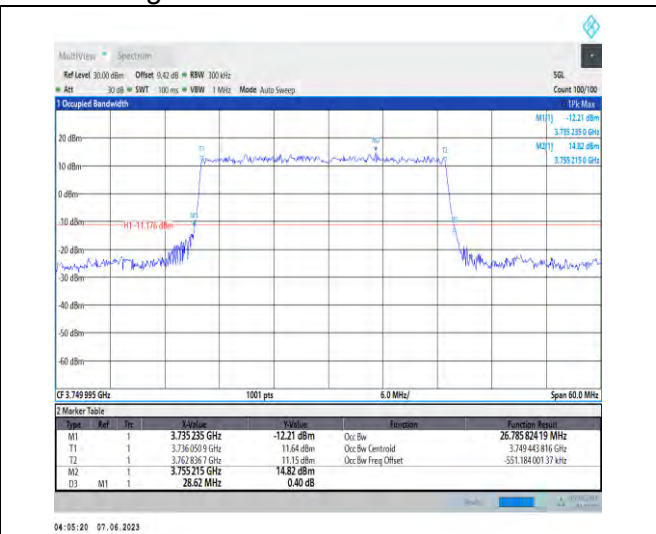 MultiView Spectrum
Ref Level 30.00 dBm Offset 9.42 dB RBW 300 kHz SGL
Att 30 dB SWT 100 ms VBW 1 MHz Mode Auto Sweep Count 100/100
1 Occupied Bandwidth 1Pk Max
M1[1] -12.21 dBm
3.735 235 0 GHz
M2[1] 14.82 dBm
3.755 215 0 GHz
20 dBm
M2
T1
T2
10 dBm
0 dBm
M1
-10 dBm
H1 -11.176 dBm
-20 dBm
-30 dBm
-40 dBm
-50 dBm
-60 dBm
CF 3.749 995 GHz 1001 pts 6.0 MHz/ Span 60.0 MHz
2 Marker Table
Type Ref Trc X-Value Y-Value Function Function Result
M1 1 3.735 235 GHz -12.21 dBm Occ Bw 26.785 824 19 MHz
T1 1 3.736 050 9 GHz 11.64 dBm Occ Bw Centroid 3.749 443 816 GHz
T2 1 3.762 836 7 GHz 11.15 dBm Occ Bw Freq Offset -551.184 001 37 kHz
M2 1 3.755 215 GHz 14.82 dBm
D3 M1 1 28.62 MHz 0.40 dB
04:05:20 07.06.2023